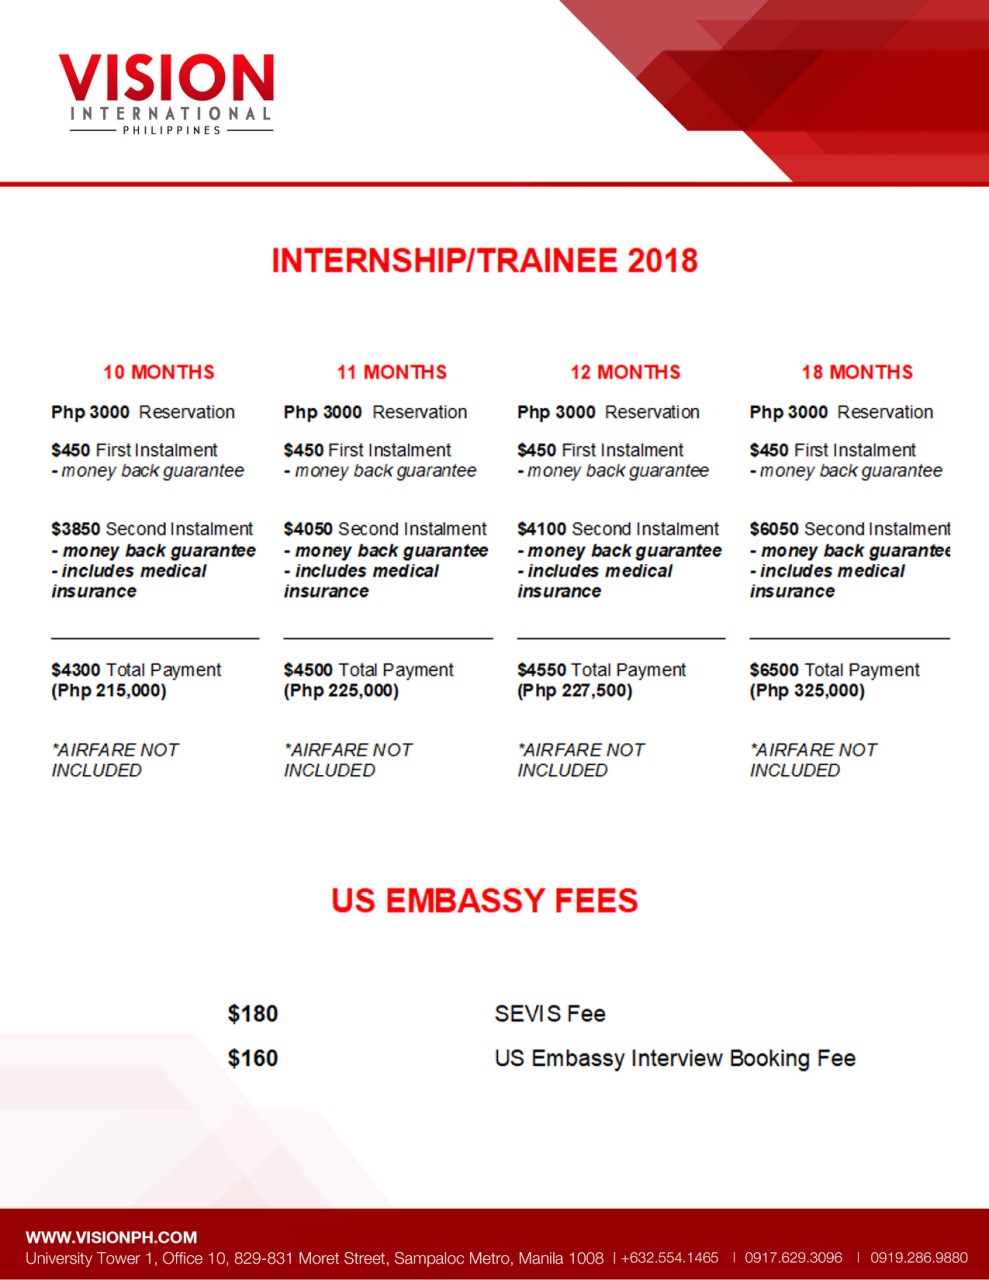 VISION
INTERNATIONAL
PHILIPPINES
INTERNSHIP/TRAINEE 2018
10 MONTHS
Php 3000 Reservation
$450 First Instalment
- money back guarantee
$3850 Second Instalment
- money back guarantee
- includes medical
insurance
$4300 Total Payment
(Php 215,000)
*AIRFARE NOT
INCLUDED
11 MONTHS
Php 3000 Reservation
$450 First Instalment
- money back guarantee
$4050 Second Instalment
- money back guarantee
- includes medical
insurance
$4500 Total Payment
(Php 225,000)
*AIRFARE NOT
INCLUDED
12 MONTHS
Php 3000 Reservation
$450 First Instalment
- money back guarantee
$4100 Second Instalment
- money back guarantee
- includes medical
insurance
$4550 Total Payment
(Php 227,500)
*AIRFARE NOT
INCLUDED
18 MONTHS
Php 3000 Reservation
$450 First Instalment
- money back guarantee
$6050 Second Instalment
- money back guarantee
- includes medical
insurance
$6500 Total Payment
(Php 325,000)
*AIRFARE NOT
INCLUDED
US EMBASSY FEES
$180 SEVIS Fee
$160 US Embassy Interview Booking Fee
WWW.VISIONPH.COM
University Tower 1, Office 10, 829-831 Moret Street, Sampaloc Metro, Manila 1008 | +632.554.1465 | 0917.629.3096 | 0919.286.9880